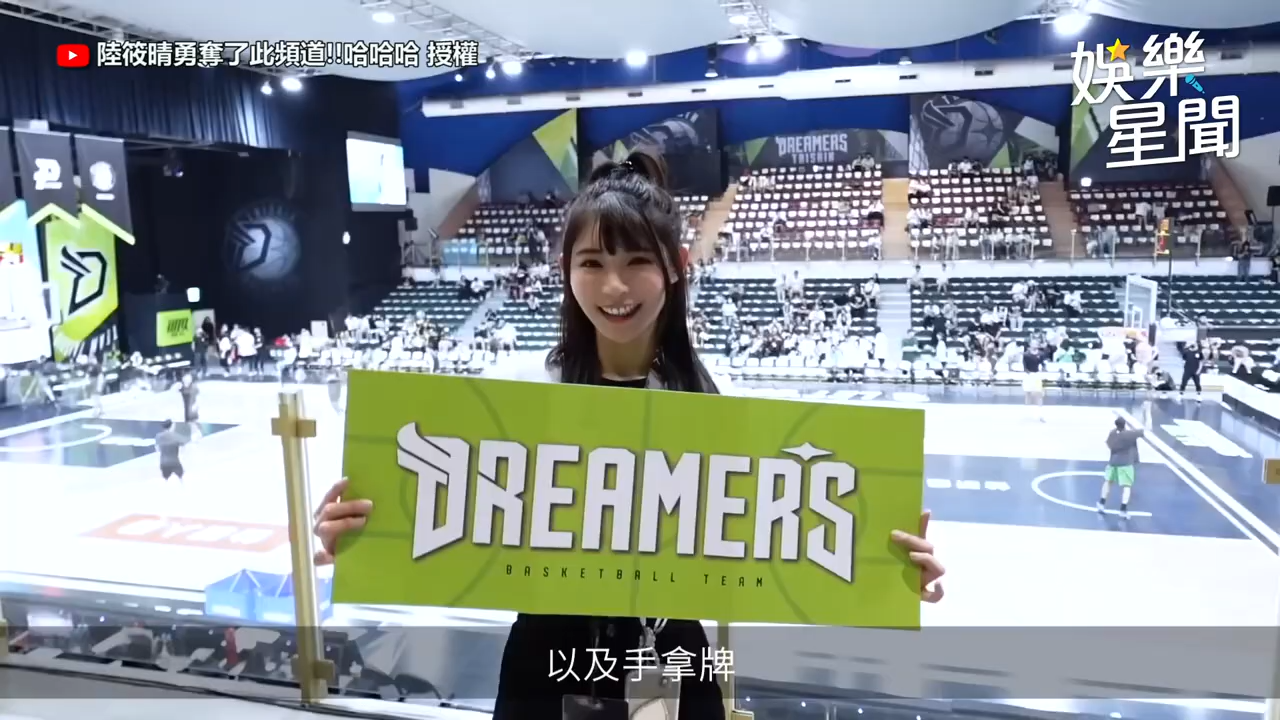 陸筱晴勇奪了此頻道!!哈哈哈 授權
娛樂
星聞
DREAMERS
TAISHIN
DREAMERS
BASKETBALL TEAM
以及手拿牌